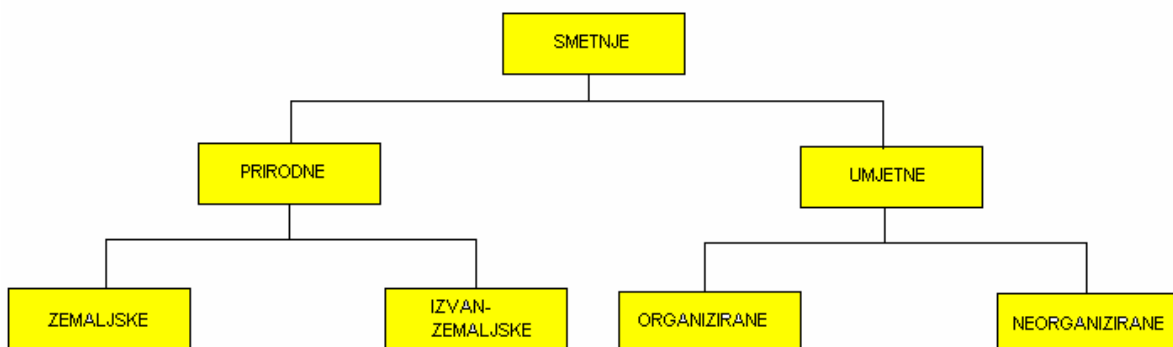 SMETNJE
PRIRODNE
UMJETNE
ZEMALJSKE
IZVAN-
ZEMALJSKE
ORGANIZIRANE
NEORGANIZIRANE